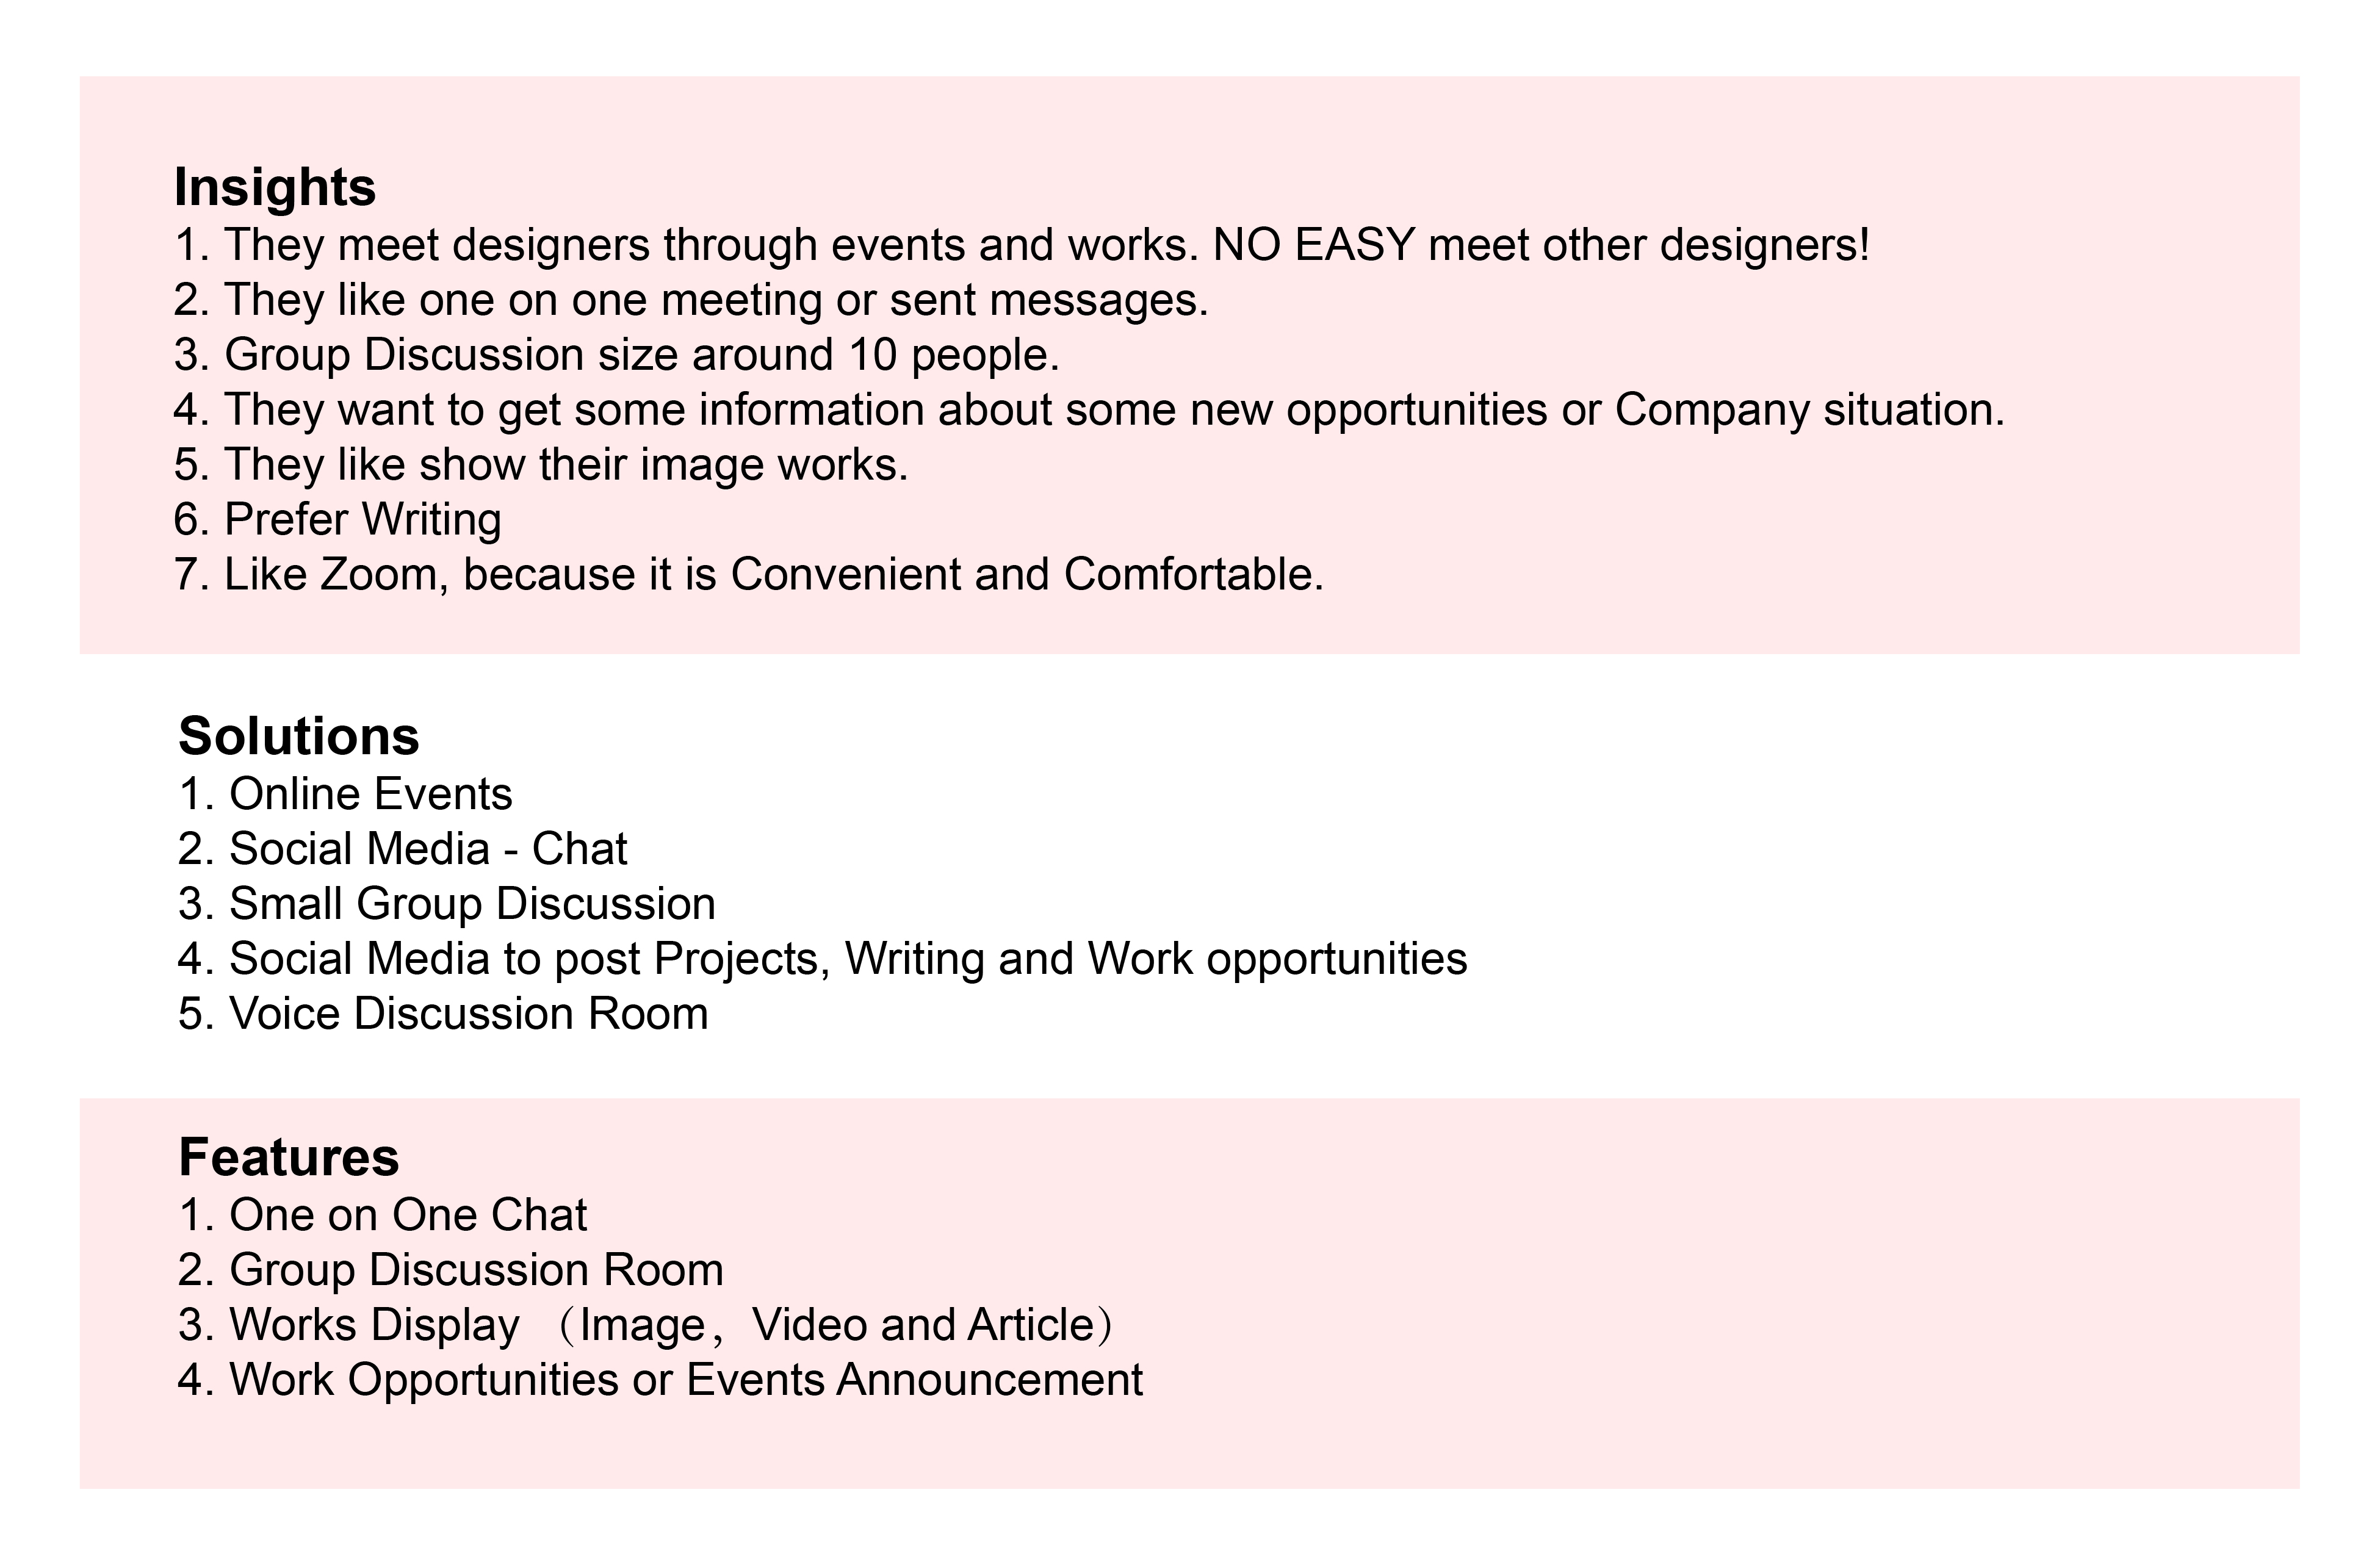 Insights
1. They meet designers through events and works. NO EASY meet other designers!
2. They like one on one meeting or sent messages.
3. Group Discussion size around 10 people.
4. They want to get some information about some new opportunities or Company situation.
5. They like show their image works.
6. Prefer Writing
7. Like Zoom, because it is Convenient and Comfortable.
Solutions
1. Online Events
2. Social Media - Chat
3. Small Group Discussion
4. Social Media to post Projects, Writing and Work opportunities
5. Voice Discussion Room
Features
1. One on One Chat
2. Group Discussion Room
3. Works Display （Image，Video and Article）
4. Work Opportunities or Events Announcement